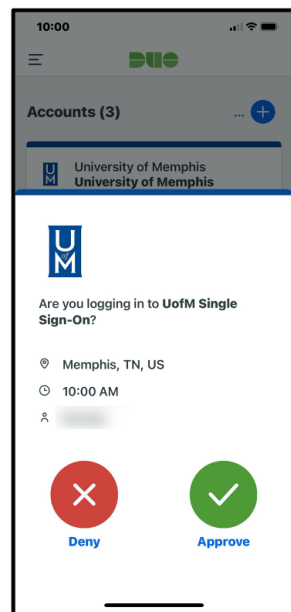 10:00
DUO
Accounts (3)
...
University of Memphis
University of Memphis
U
of
M
Are you logging in to UofM Single
Sign-On?
Memphis, TN, US
10:00 AM
Deny
Approve